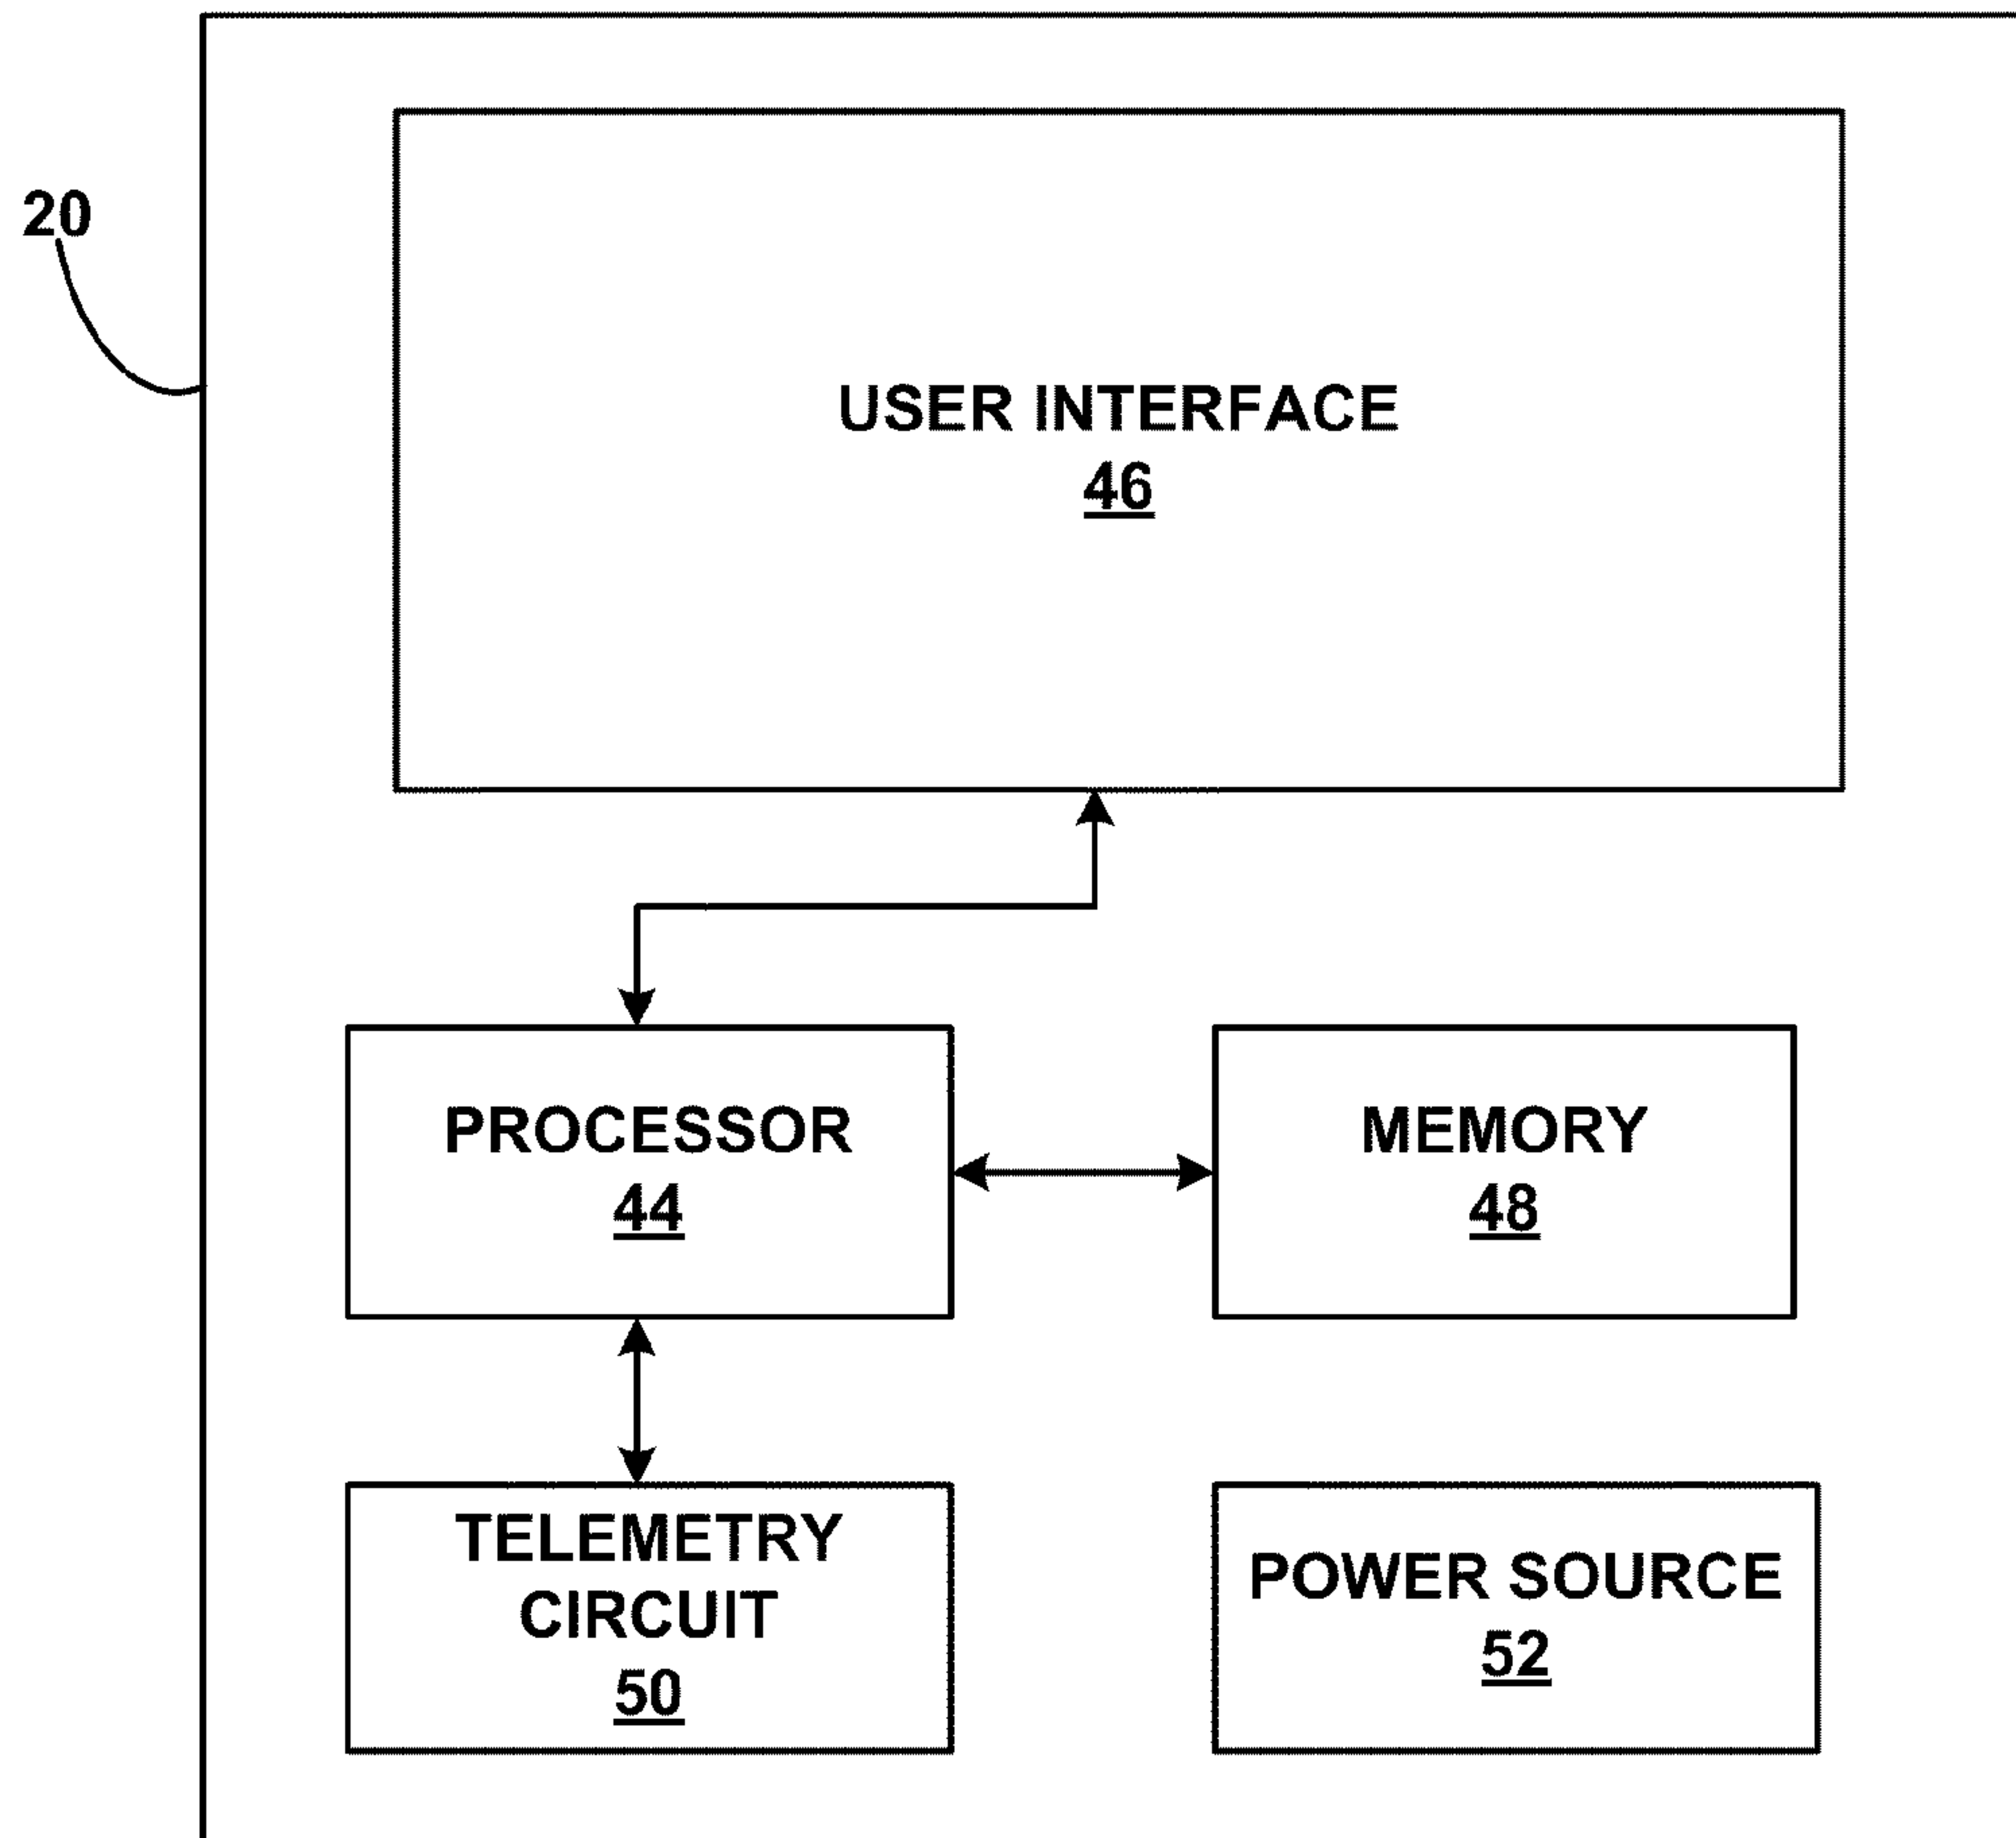 20
USER INTERFACE
46
PROCESSOR
44
MEMORY
48
TELEMETRY
CIRCUIT
50
POWER SOURCE
52